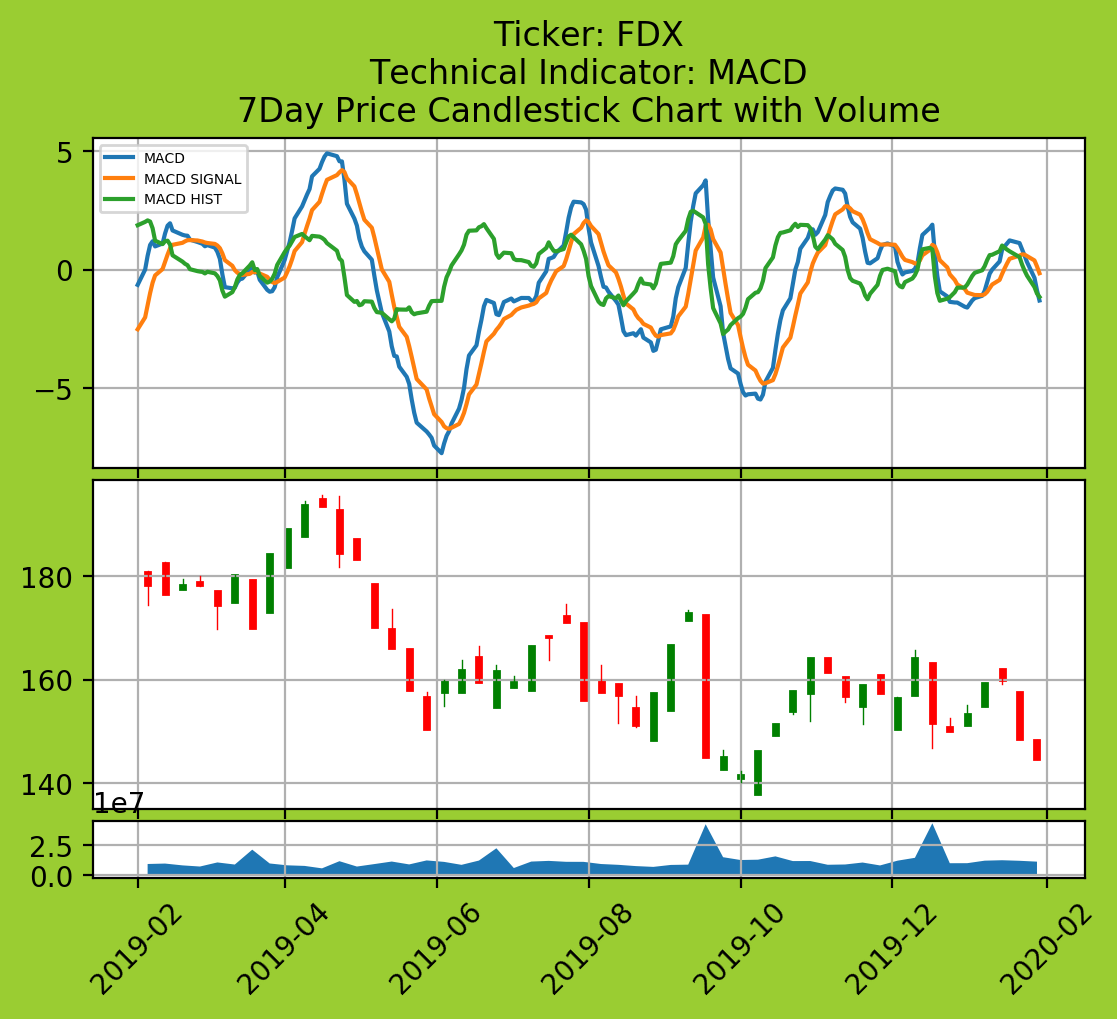 Ticker: FDX
Technical Indicator: MACD
7Day Price Candlestick Chart with Volume
MACD
MACD SIGNAL
MACD HIST
5
0
−5
180
160
140
1e7
2.5
0.0
2019-02
2019-04
2019-06
2019-08
2019-10
2019-12
2020-02